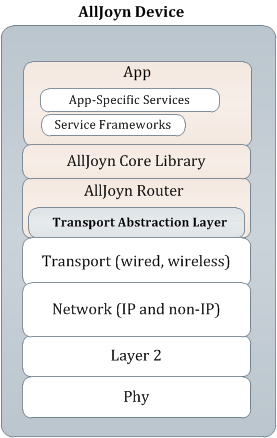 AllJoyn Device
App
App-Specific Services
Service Frameworks
AllJoyn Core Library
AllJoyn Router
Transport Abstraction Layer
Transport (wired, wireless)
Network (IP and non-IP)
Layer 2
Phy